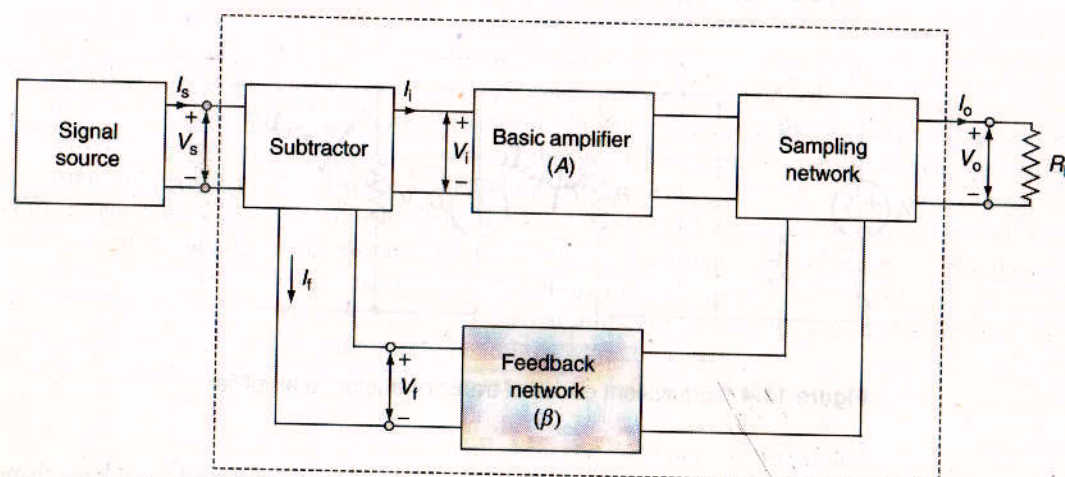 Signal
source
I_s
+
V_s
−
Subtractor
I_i
+
V_i
−
Basic amplifier
(A)
Sampling
network
I_o
+
V_o
−
I_f
+
V_f
−
Feedback
network
(β)